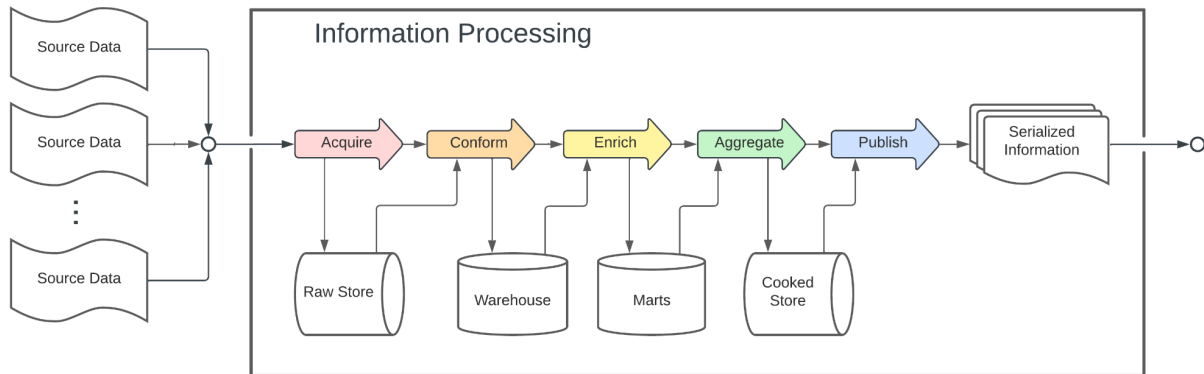 Information Processing
Source Data
Source Data
Source Data
Acquire
Conform
Enrich
Aggregate
Publish
Serialized
Information
Raw Store
Warehouse
Marts
Cooked
Store